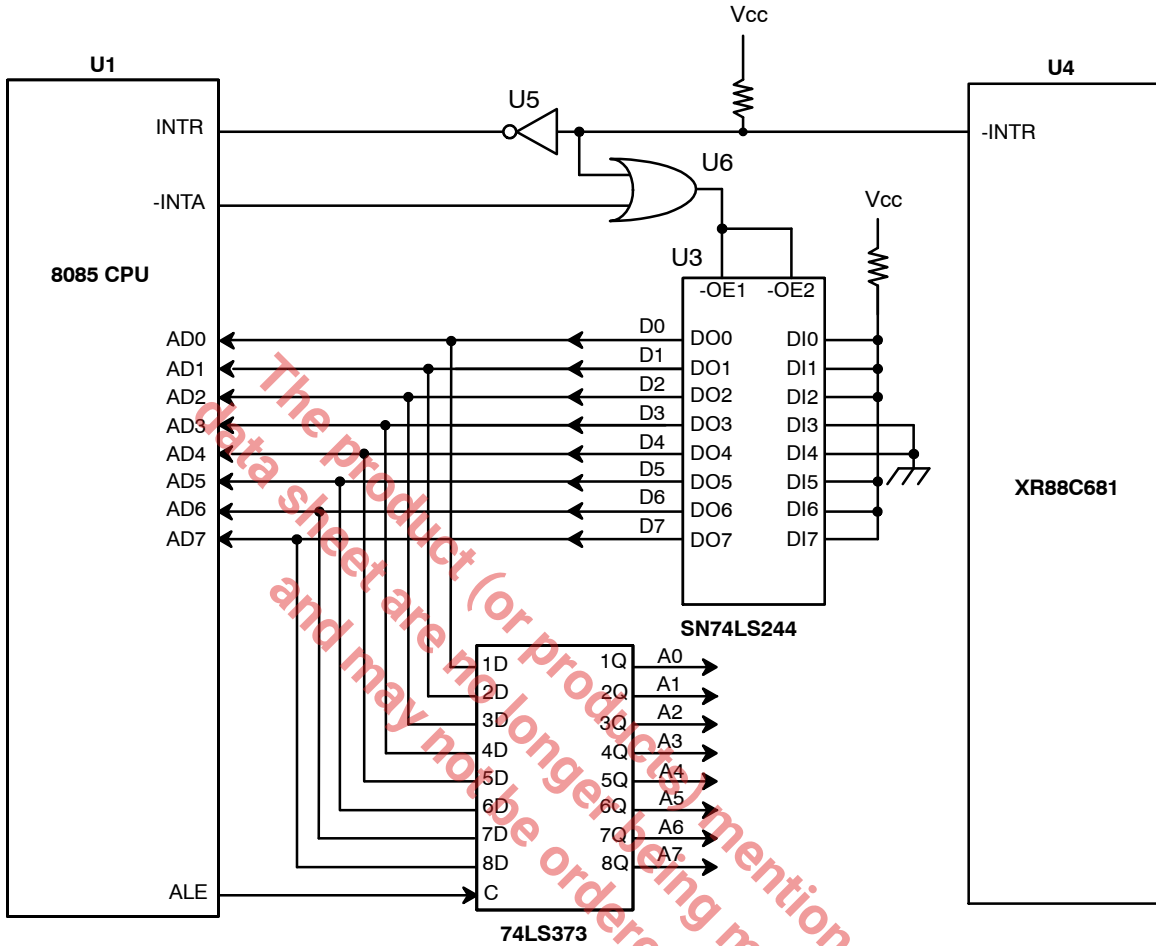 Vcc
U1
U4
U5
INTR
-INTR
U6
-INTA
Vcc
U3
8085 CPU
-OE1 -OE2
AD0
D0
DO0
DI0
AD1
D1
DO1
DI1
AD2
D2
DO2
DI2
AD3
D3
DO3
DI3
AD4
D4
DO4
DI4
AD5
D5
DO5
DI5
AD6
D6
DO6
DI6
AD7
D7
DO7
DI7
XR88C681
SN74LS244
1D
1Q
A0
2D
2Q
A1
3D
3Q
A2
4D
4Q
A3
5D
5Q
A4
6D
6Q
A5
7D
7Q
A6
8D
8Q
A7
ALE
C
74LS373
The product (or products) mention
data sheet are no longer being m
and may not be ordere